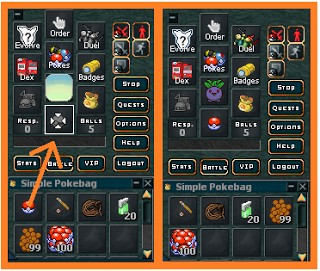 Order
Evolve
Duel
Pokes
Dex
Badges
Stop
Quests
Resp.
0
Balls
5
Options
Help
Stats
Battle
VIP
Logout
Simple Pokebag
20
99
100
Order
Evolve
Duel
Pokes
Dex
Badges
Stop
Quests
Resp.
0
Balls
5
Options
Help
Stats
Battle
VIP
Logout
Simple Pokebag
20
99
100